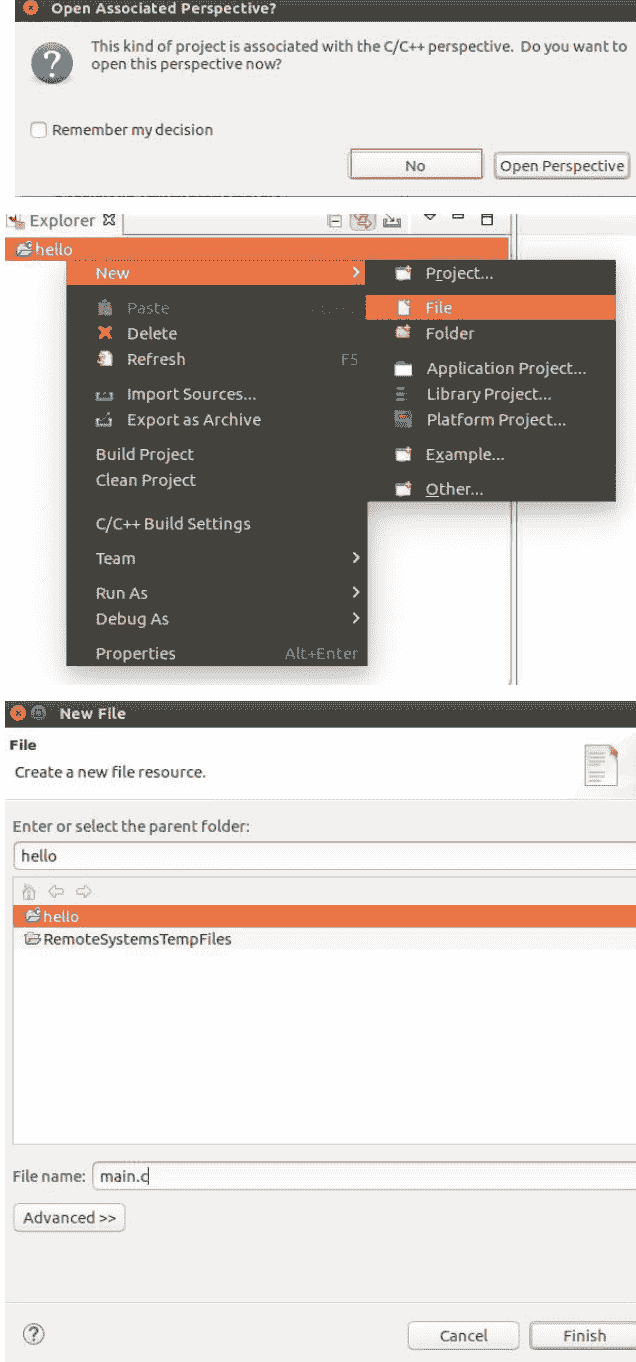 Open Associated Perspective?
This kind of project is associated with the C/C++ perspective. Do you want to
open this perspective now?
Remember my decision
No
Open Perspective
Explorer
hello
New
Project...
Paste
File
Delete
Folder
Refresh F5
Application Project...
Import Sources...
Library Project...
Export as Archive
Platform Project...
Build Project
Example...
Clean Project
Other...
C/C++ Build Settings
Team
Run As
Debug As
Properties Alt+Enter
New File
File
Create a new file resource.
Enter or select the parent folder:
hello
hello
RemoteSystemsTempFiles
File name: main.c
Advanced >>
Cancel
Finish